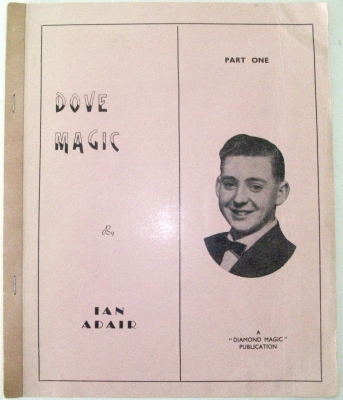 DOVE
MAGIC
By
IAN
ADAIR
PART ONE
A
"DIAMOND MAGIC"
PUBLICATION